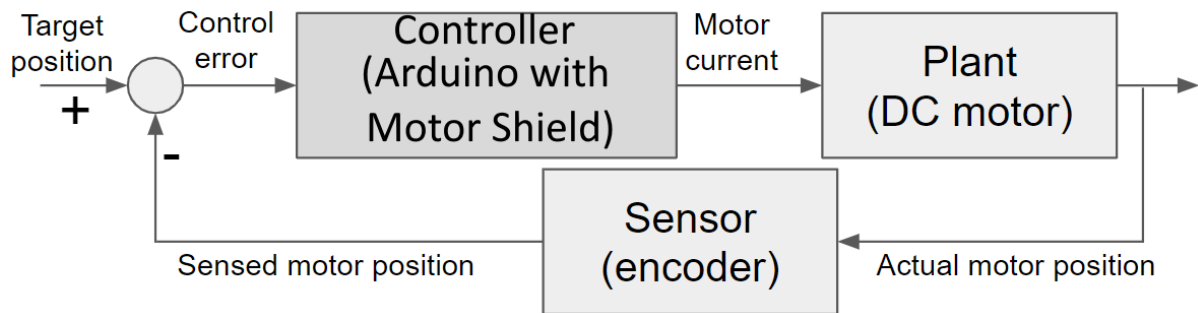 Target
position
Control
error
Controller
(Arduino with
Motor Shield)
Motor
current
Plant
(DC motor)
+
-
Sensor
(encoder)
Sensed motor position
Actual motor position